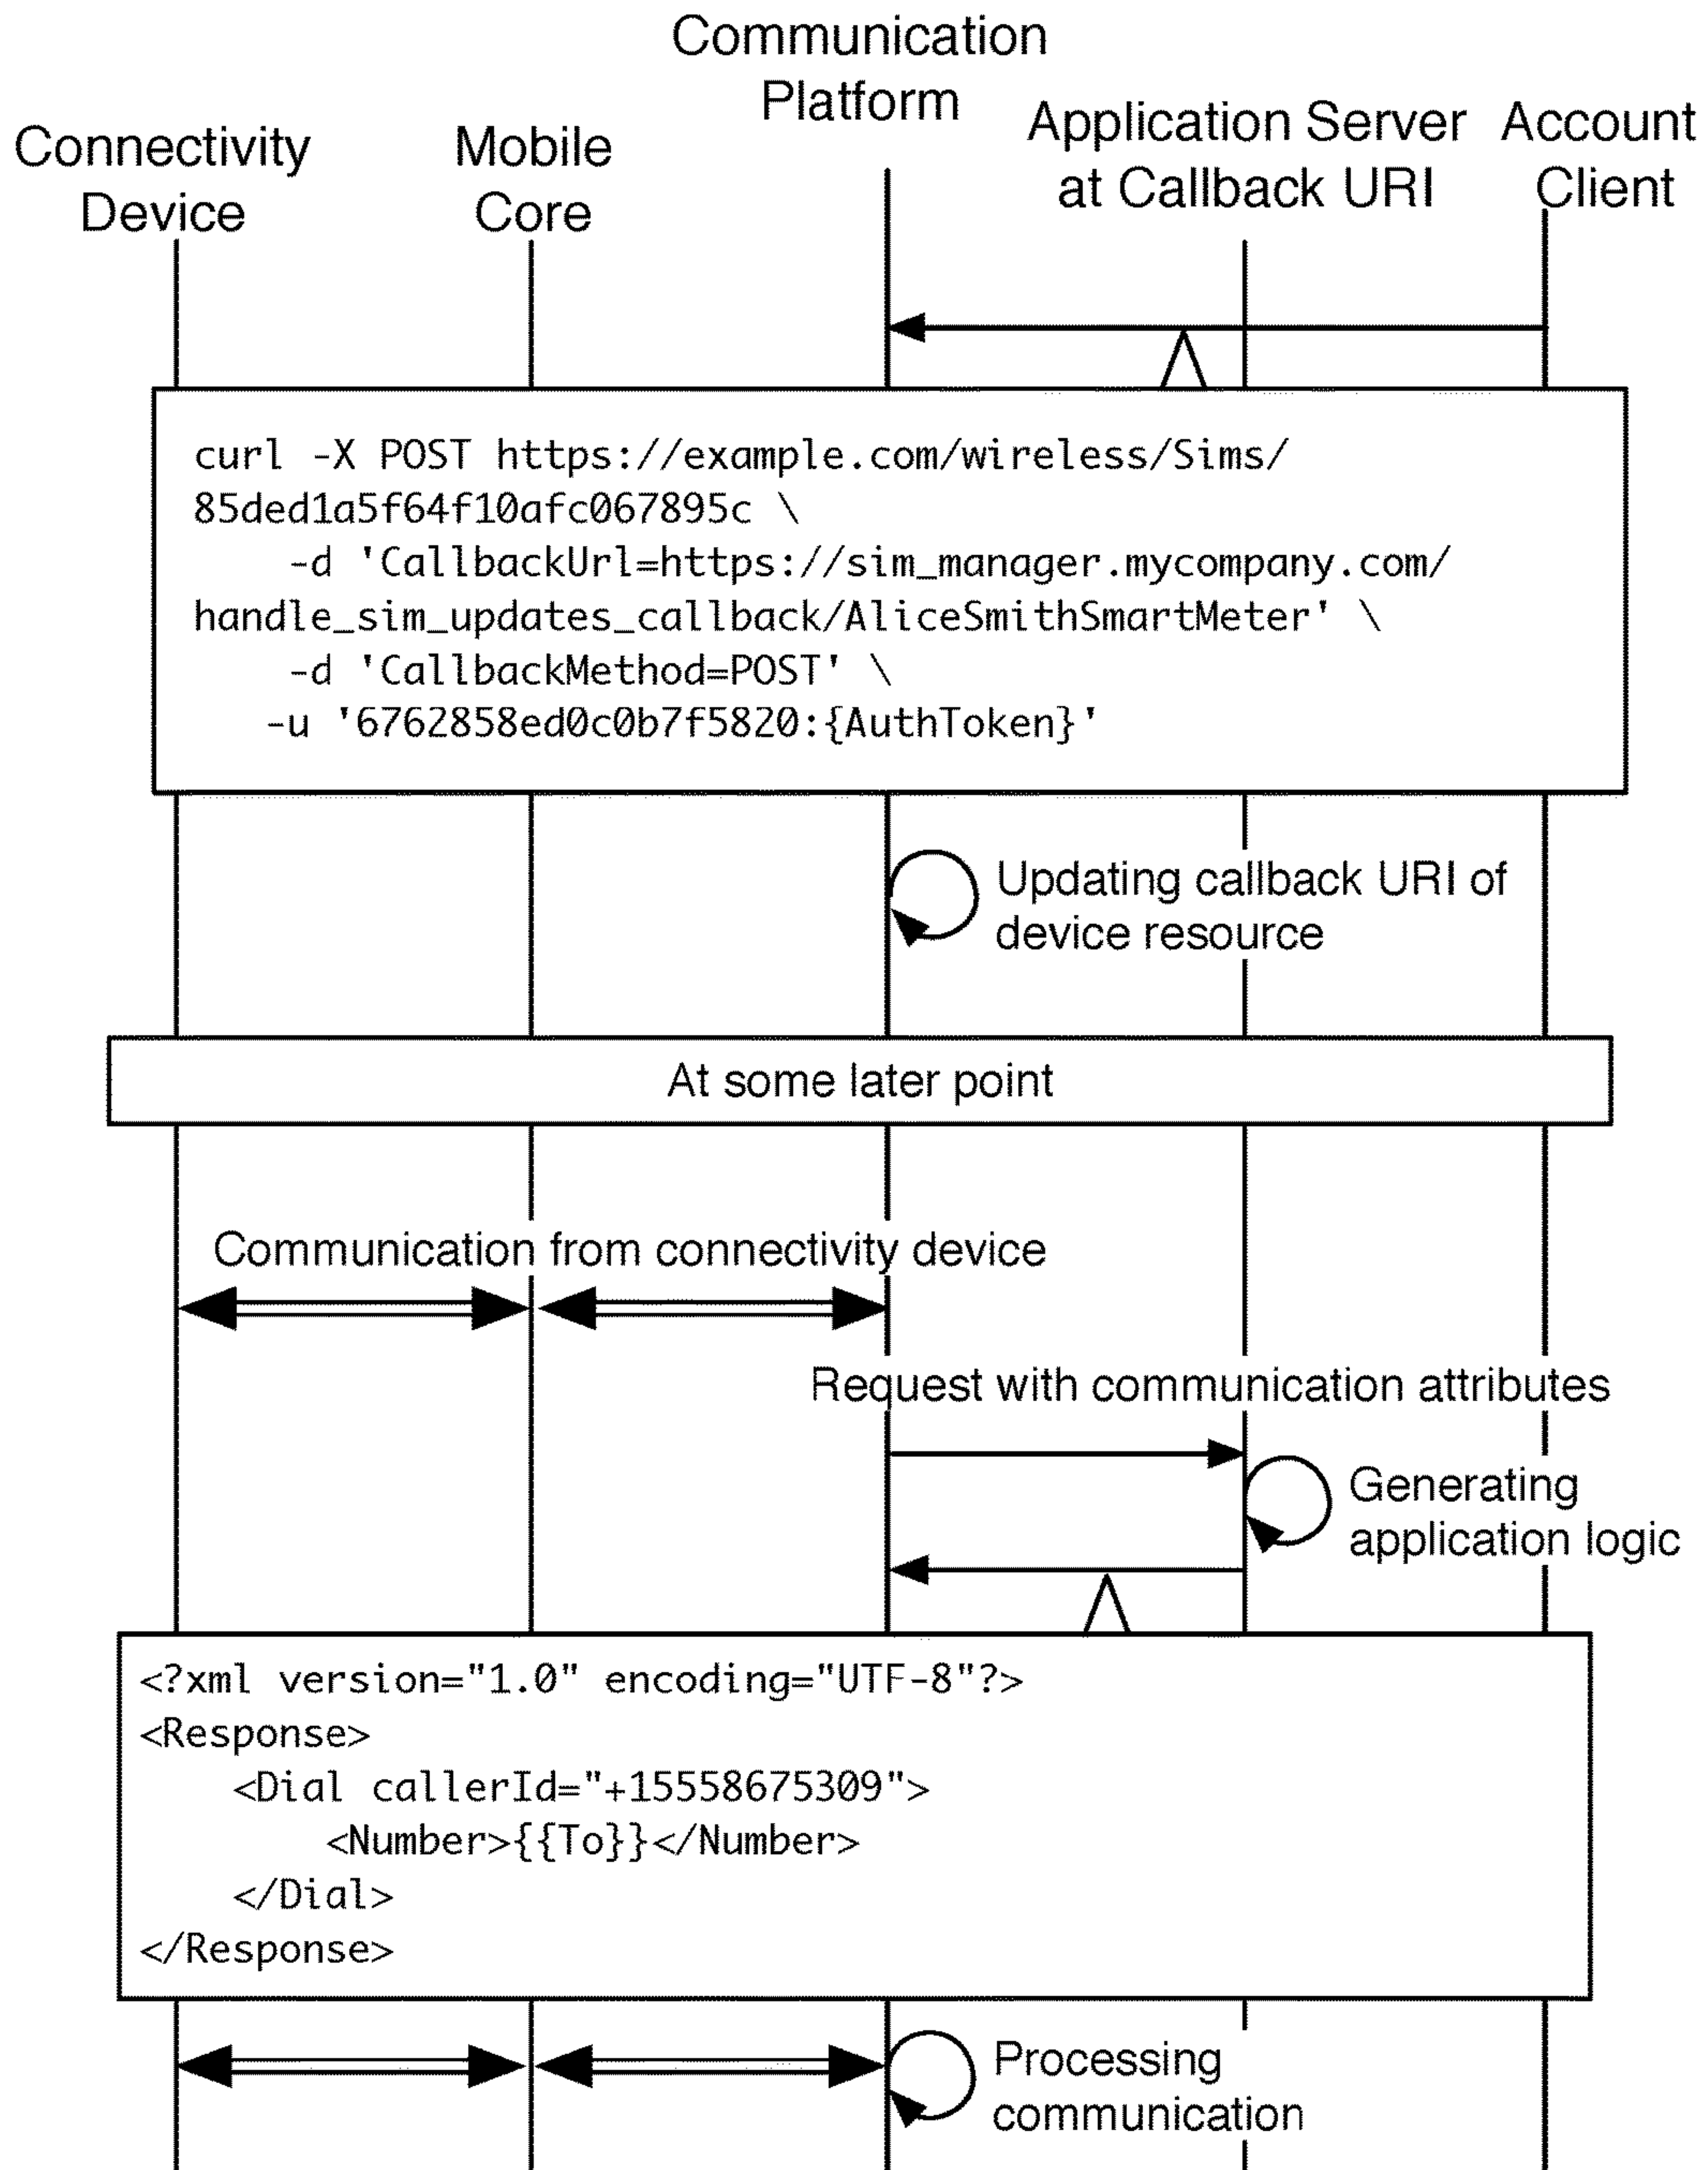 Communication
Platform
Connectivity
Device
Mobile
Core
Application Server
at Callback URI
Account
Client
curl -X POST https://example.com/wireless/Sims/
85ded1a5f64f10afc067895c \
-d 'CallbackUrl=https://sim_manager.mycompany.com/
handle_sim_updates_callback/AliceSmithSmartMeter' \
-d 'CallbackMethod=POST' \
-u '6762858ed0c0b7f5820:{AuthToken}'
Updating callback URI of
device resource
At some later point
Communication from connectivity device
Request with communication attributes
Generating
application logic
<?xml version="1.0" encoding="UTF-8"?>
<Response>
<Dial callerId="+15558675309">
<Number>{{To}}</Number>
</Dial>
</Response>
Processing
communication